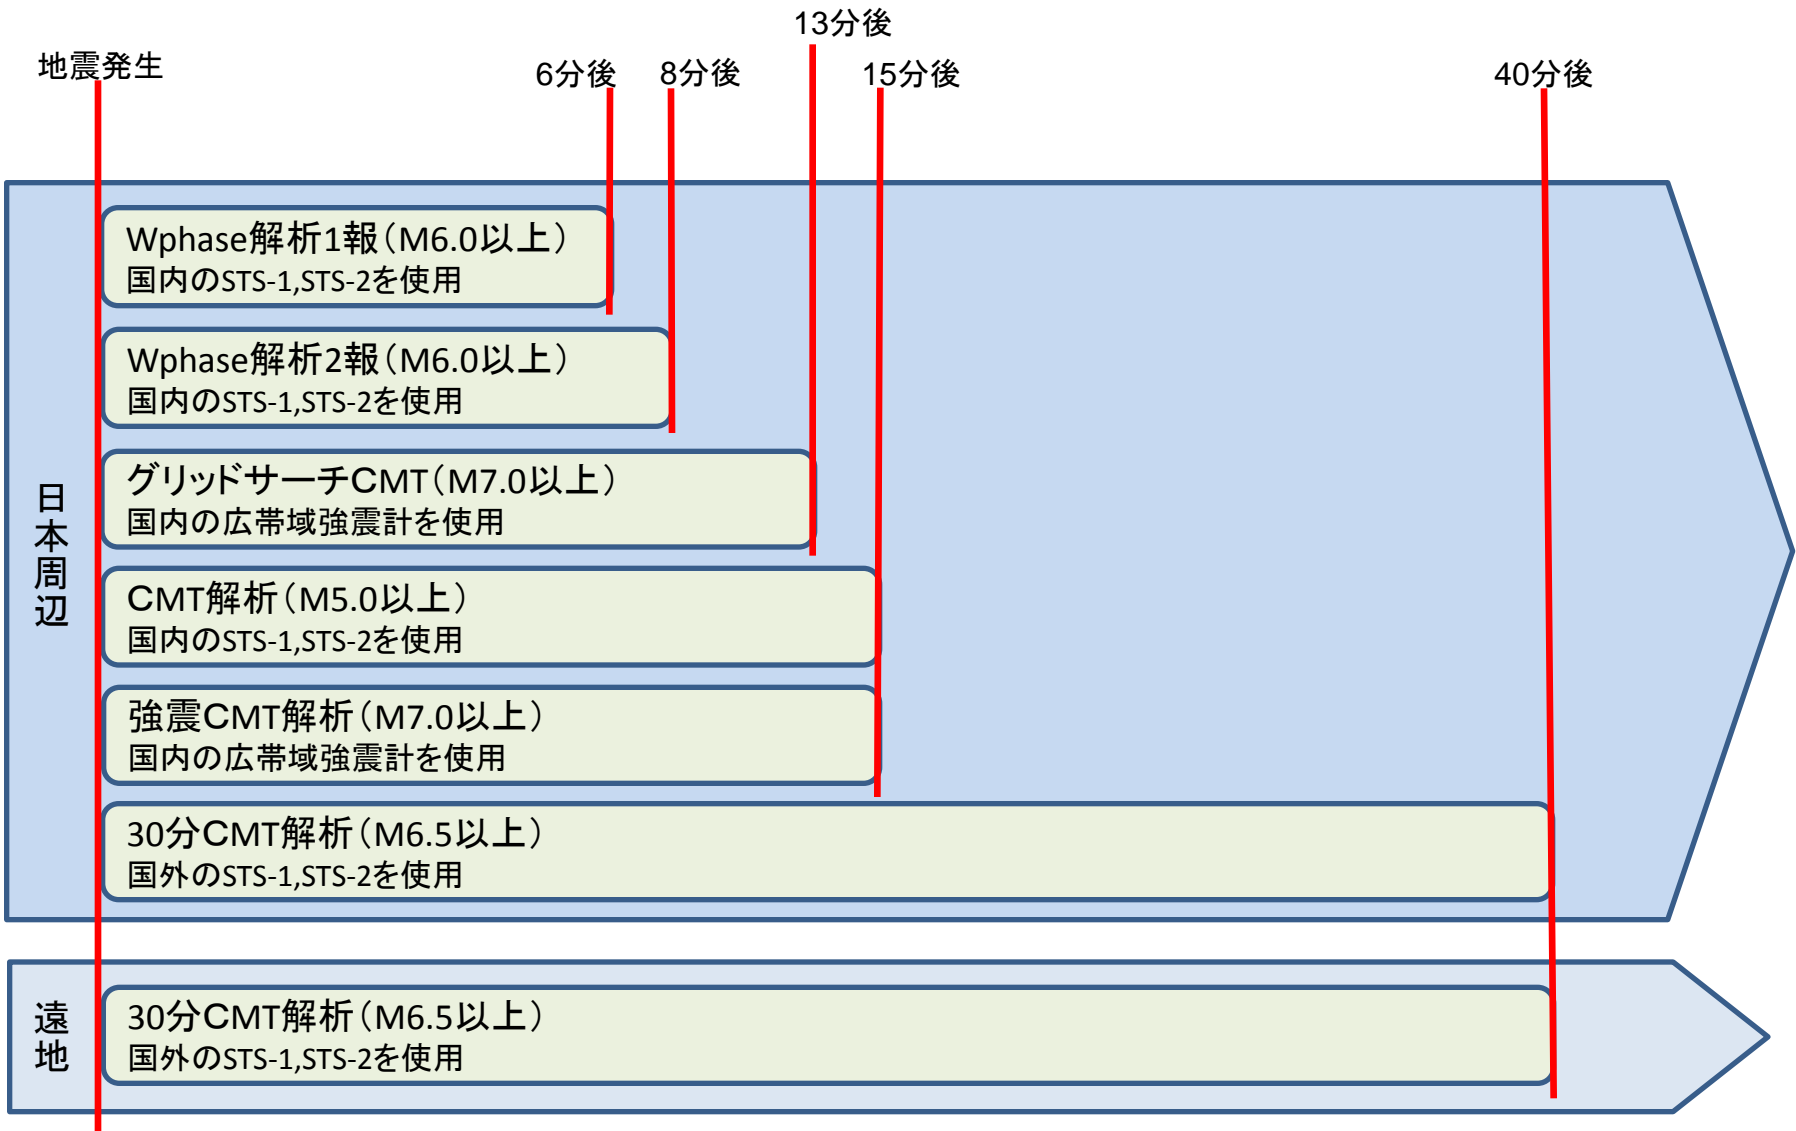 13分後
地震発生
6分後
8分後
15分後
40分後
Wphase解析1報（M6.0以上）
国内のSTS-1,STS-2を使用
Wphase解析2報（M6.0以上）
国内のSTS-1,STS-2を使用
グリッドサーチCMT（M7.0以上）
国内の広帯域強震計を使用
日本周辺
CMT解析（M5.0以上）
国内のSTS-1,STS-2を使用
強震CMT解析（M7.0以上）
国内の広帯域強震計を使用
30分CMT解析（M6.5以上）
国外のSTS-1,STS-2を使用
遠地
30分CMT解析（M6.5以上）
国外のSTS-1,STS-2を使用